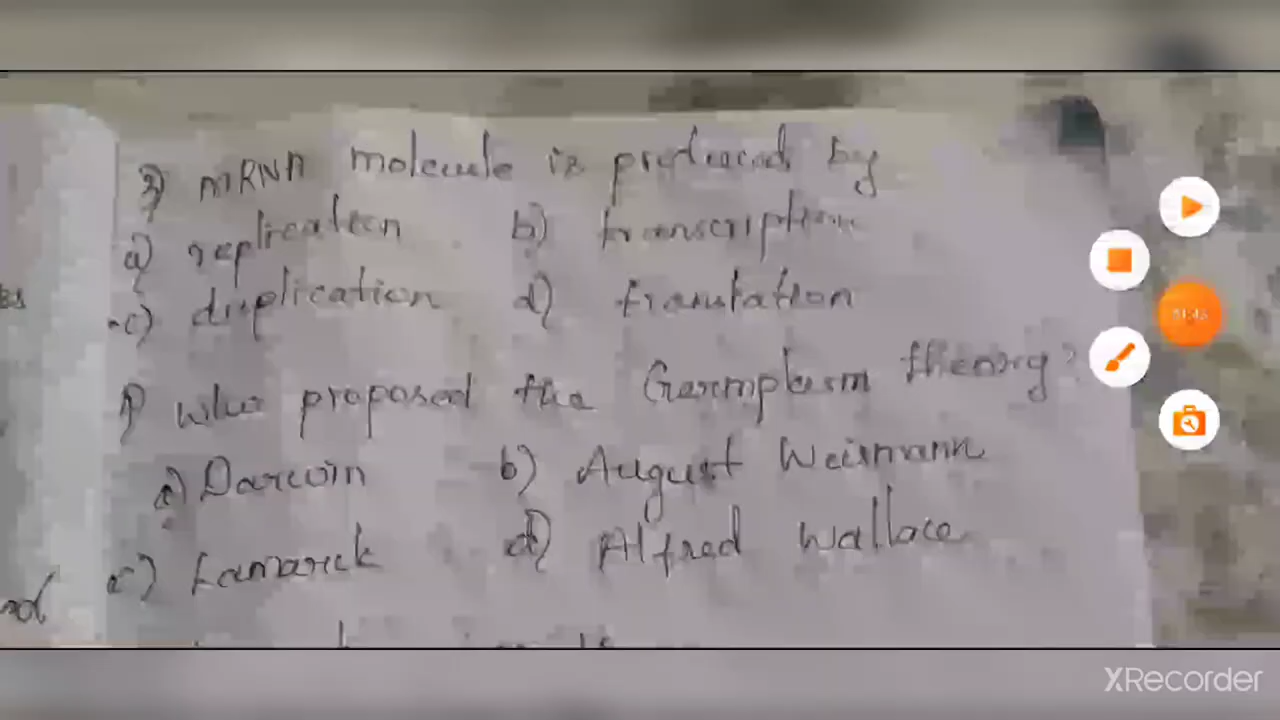 3) mRNA molecule is produced by
a) replication b) transcription
c) duplication d) translation
1) who proposed the Germplasm theory?
a) Darwin b) August Weismann
c) Lamarck d) Alfred Wallace
XRecorder